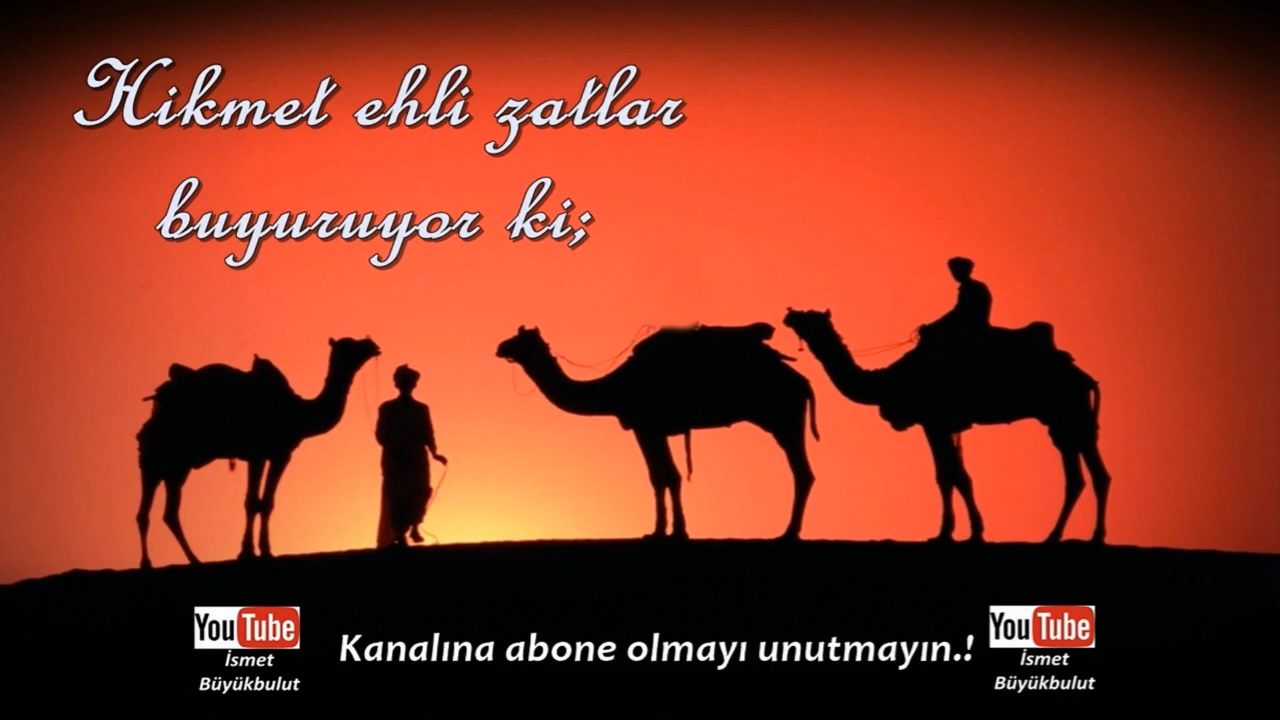 Hikmet ehli zatlar
buyuruyor ki;
YouTube
İsmet
Büyükbulut
Kanalına abone olmayı unutmayın.!
YouTube
İsmet
Büyükbulut